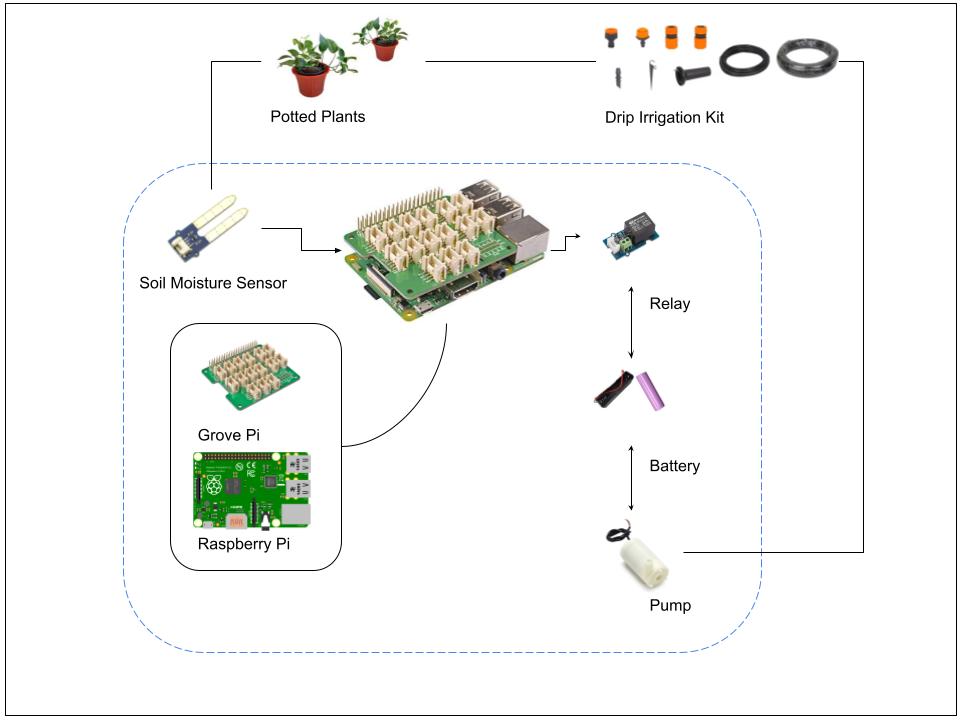 Potted Plants
Drip Irrigation Kit
Soil Moisture Sensor
Relay
Grove Pi
Battery
Raspberry Pi
Pump